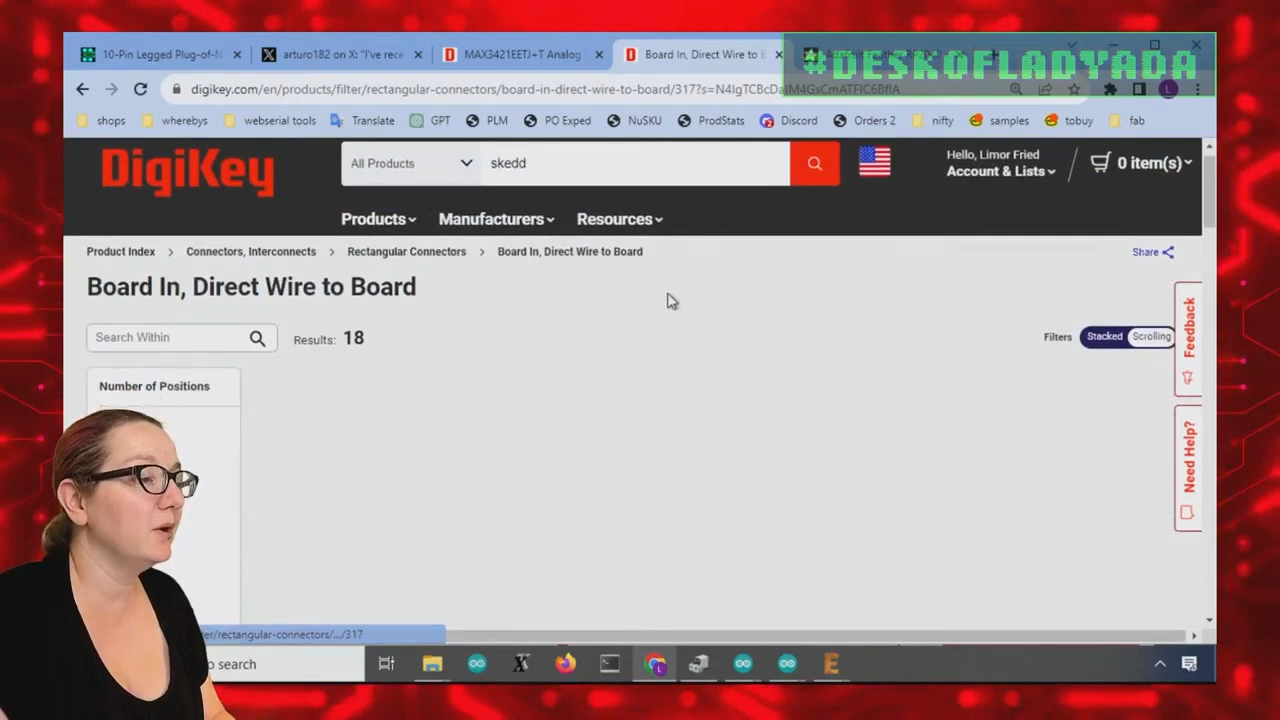 #DESKOFLADYADA
10-Pin Legged Plug-of-N
arturo182 on X: "I've rece
MAX3421EETJ+T Analog
Board In, Direct Wire to B
digikey.com/en/products/filter/rectangular-connectors/board-in-direct-wire-to-board/317?s=N4IgTCBcDaIM4GsCmATFIC6BfIA
shops
wherebys
webserial tools
Translate
GPT
PLM
PO Exped
NuSKU
ProdStats
Discord
Orders 2
nifty
samples
tobuy
fab
DigiKey
All Products
skedd
Hello, Limor Fried
Account & Lists
0 item(s)
Products
Manufacturers
Resources
Product Index > Connectors, Interconnects > Rectangular Connectors > Board In, Direct Wire to Board
Share
Board In, Direct Wire to Board
Search Within
Results: 18
Filters
Stacked
Scrolling
Feedback
Number of Positions
Need Help?
er/rectangular-connectors/.../317
o search